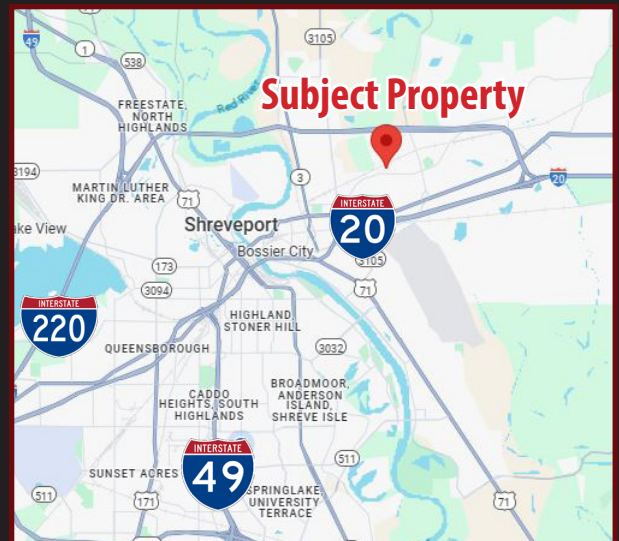 49
3105
1
538
Red River
Subject Property
FREESTATE,
NORTH
HIGHLANDS
3194
3
20
MARTIN LUTHER
KING DR. AREA
71
INTERSTATE
20
ke View
Shreveport
Bossier City
3105
173
3094
71
INTERSTATE
220
HIGHLAND,
STONER HILL
QUEENSBOROUGH
3032
CADDO
HEIGHTS, SOUTH
HIGHLANDS
BROADMOOR,
ANDERSON
ISLAND,
SHREVE ISLE
INTERSTATE
49
511
SUNSET ACRES
511
171
SPRINGLAKE,
UNIVERSITY
TERRACE
71